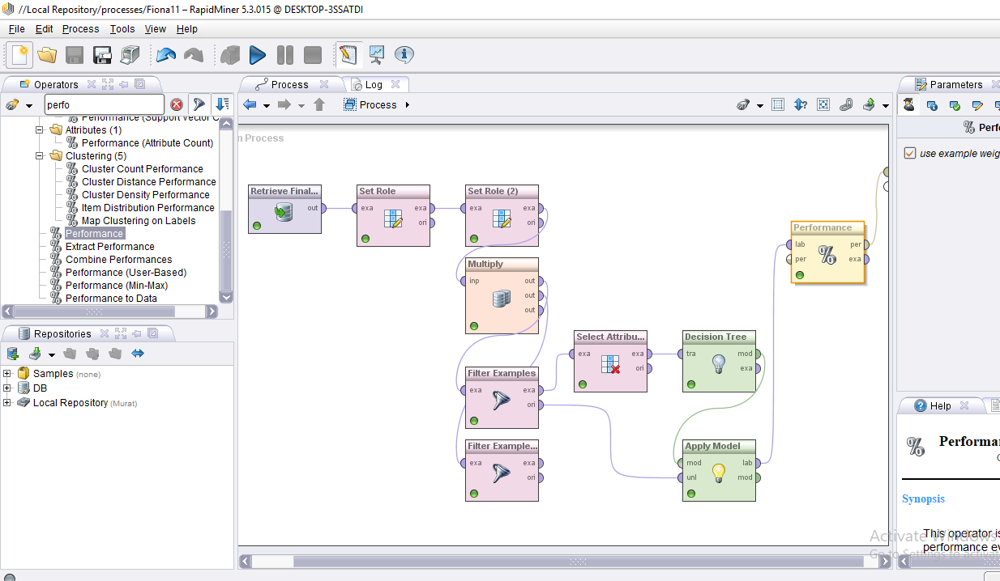 //Local Repository/processes/Fiona11 – RapidMiner 5.3.015 @ DESKTOP-3SSATDI
File Edit Process Tools View Help
Operators
perfo
Performance (Support Vector C
Attributes (1)
Performance (Attribute Count)
Clustering (5)
Cluster Count Performance
Cluster Distance Performance
Cluster Density Performance
Item Distribution Performance
Map Clustering on Labels
Performance
Extract Performance
Combine Performances
Performance (User-Based)
Performance (Min-Max)
Performance to Data
Repositories
Samples (none)
DB
Local Repository (Murat)
Process
Log
Process
n Process
Retrieve Final...
out
Set Role
exa exa
ori
Set Role (2)
exa exa
ori
Multiply
inp out
out
out
Filter Examples
exa exa
ori
Filter Example...
exa exa
ori
Select Attribu...
exa exa
ori
Decision Tree
tra mod
exa
Apply Model
mod lab
unl mod
Performance
lab per
per exa
Parameters
Perf
use example weig
Help
Performa
Synopsis
This operator is
performance ev
Activate Windows
Go to Settings to activat